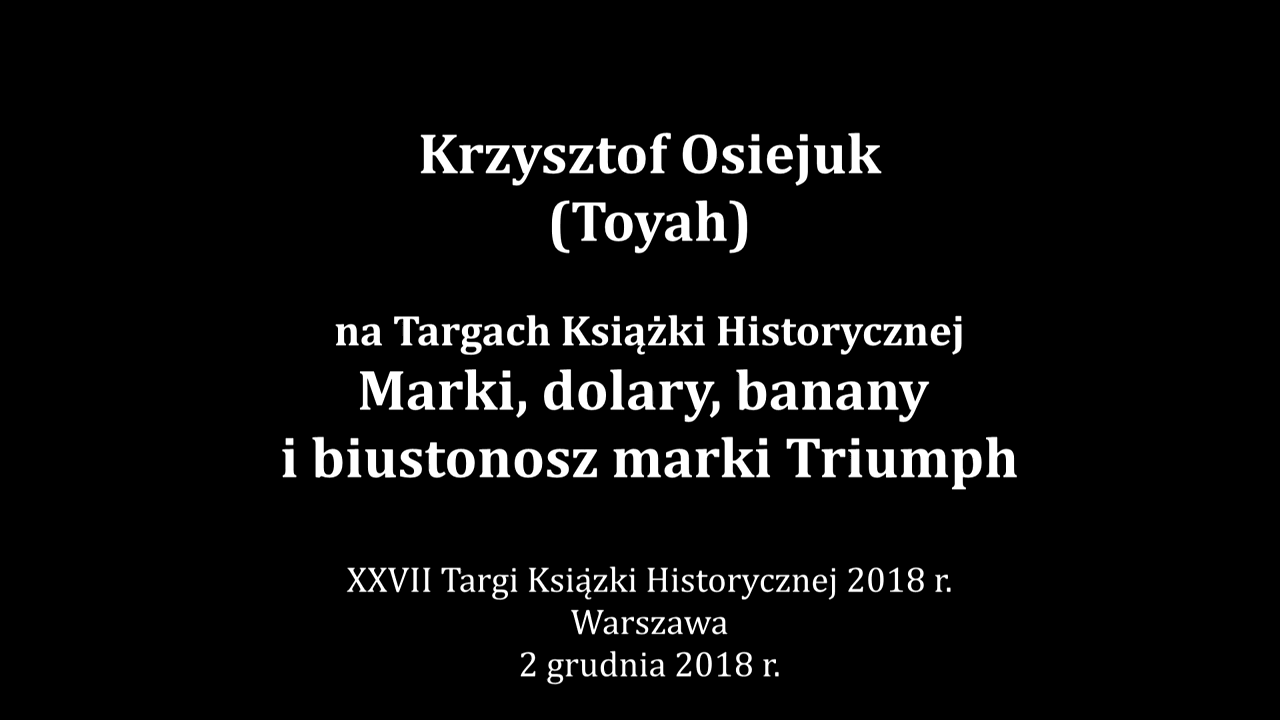 Krzysztof Osiejuk
(Toyah)
na Targach Książki Historycznej
Marki, dolary, banany
i biustonosz marki Triumph
XXVII Targi Ksiązki Historycznej 2018 r.
Warszawa
2 grudnia 2018 r.